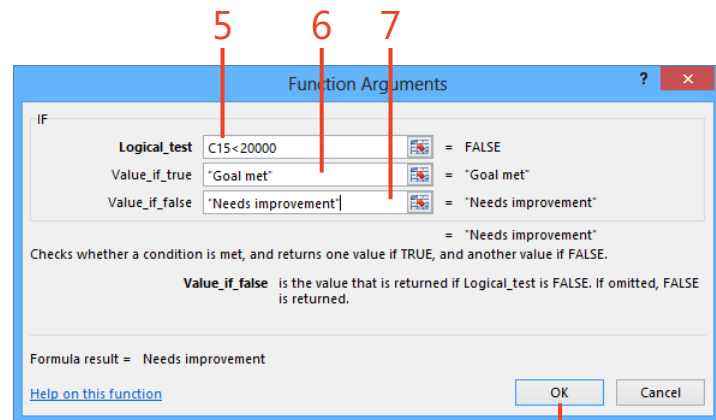 5 6 7
Function Arguments ? ×
IF
Logical_test C15<20000 = FALSE
Value_if_true "Goal met" = "Goal met"
Value_if_false "Needs improvement" = "Needs improvement"
= "Needs improvement"
Checks whether a condition is met, and returns one value if TRUE, and another value if FALSE.
Value_if_false is the value that is returned if Logical_test is FALSE. If omitted, FALSE
is returned.
Formula result = Needs improvement
Help on this function OK Cancel